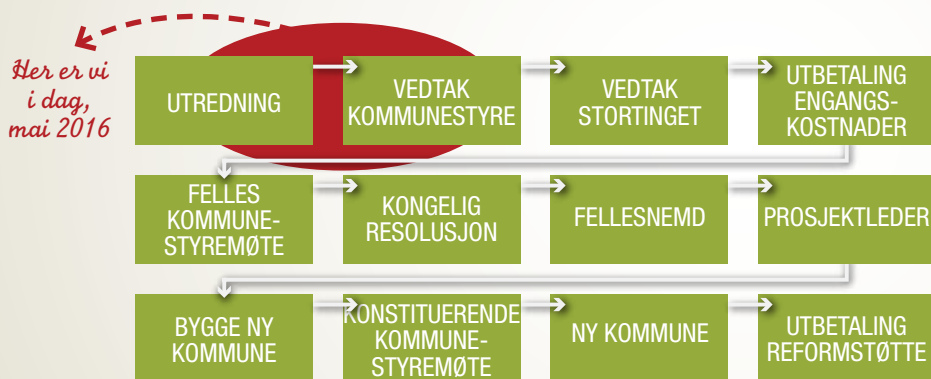 Her er vi
i dag,
mai 2016
UTREDNING
VEDTAK
KOMMUNESTYRE
VEDTAK
STORTINGET
UTBETALING
ENGANGS-
KOSTNADER
FELLES
KOMMUNE-
STYREMØTE
KONGELIG
RESOLUSJON
FELLESNEMD
PROSJEKTLEDER
BYGGE NY
KOMMUNE
KONSTITUERENDE
KOMMUNE-
STYREMØTE
NY KOMMUNE
UTBETALING
REFORMSTØTTE